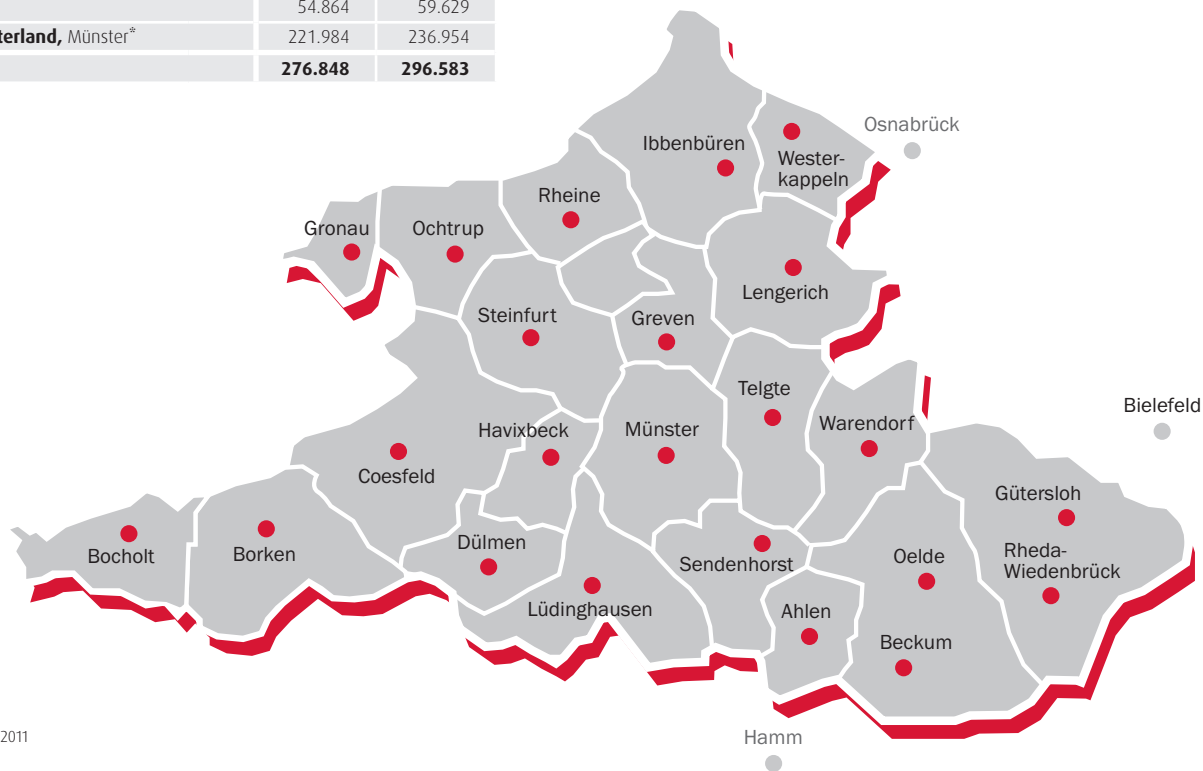 54.864 59.629
terland, Münster* 221.984 236.954
276.848 296.583
Osnabrück
Ibbenbüren
Wester-
kappeln
Rheine
Gronau
Ochtrup
Lengerich
Steinfurt
Greven
Telgte
Bielefeld
Havixbeck
Münster
Warendorf
Coesfeld
Gütersloh
Bocholt
Borken
Dülmen
Sendenhorst
Oelde
Rheda-
Wiedenbrück
Lüdinghausen
Ahlen
Beckum
2011
Hamm